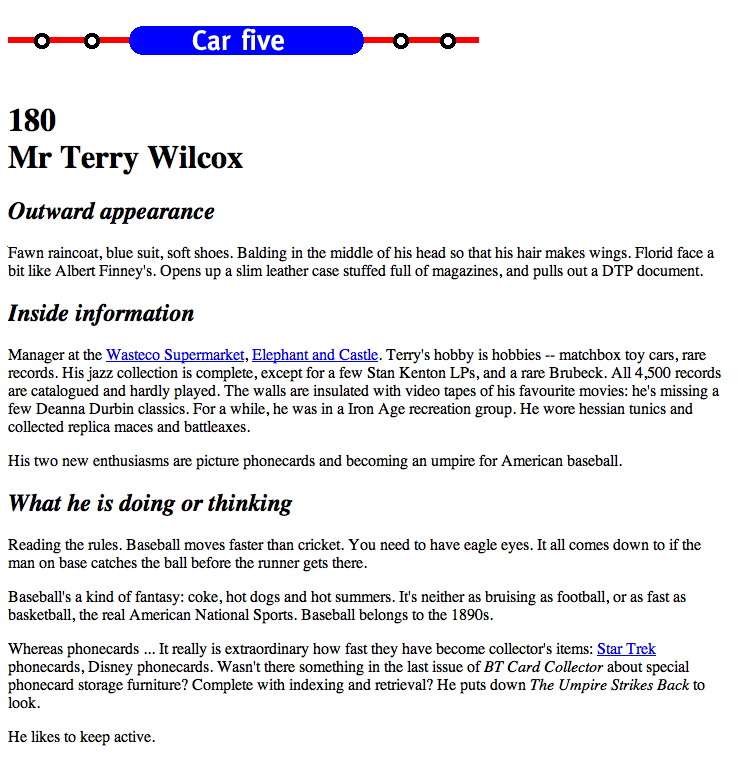 Car five
180
Mr Terry Wilcox
Outward appearance
Fawn raincoat, blue suit, soft shoes. Balding in the middle of his head so that his hair makes wings. Florid face a
bit like Albert Finney's. Opens up a slim leather case stuffed full of magazines, and pulls out a DTP document.
Inside information
Manager at the Wasteco Supermarket, Elephant and Castle. Terry's hobby is hobbies -- matchbox toy cars, rare
records. His jazz collection is complete, except for a few Stan Kenton LPs, and a rare Brubeck. All 4,500 records
are catalogued and hardly played. The walls are insulated with video tapes of his favourite movies: he's missing a
few Deanna Durbin classics. For a while, he was in a Iron Age recreation group. He wore hessian tunics and
collected replica maces and battleaxes.
His two new enthusiasms are picture phonecards and becoming an umpire for American baseball.
What he is doing or thinking
Reading the rules. Baseball moves faster than cricket. You need to have eagle eyes. It all comes down to if the
man on base catches the ball before the runner gets there.
Baseball's a kind of fantasy: coke, hot dogs and hot summers. It's neither as bruising as football, or as fast as
basketball, the real American National Sports. Baseball belongs to the 1890s.
Whereas phonecards ... It really is extraordinary how fast they have become collector's items: Star Trek
phonecards, Disney phonecards. Wasn't there something in the last issue of BT Card Collector about special
phonecard storage furniture? Complete with indexing and retrieval? He puts down The Umpire Strikes Back to
look.
He likes to keep active.